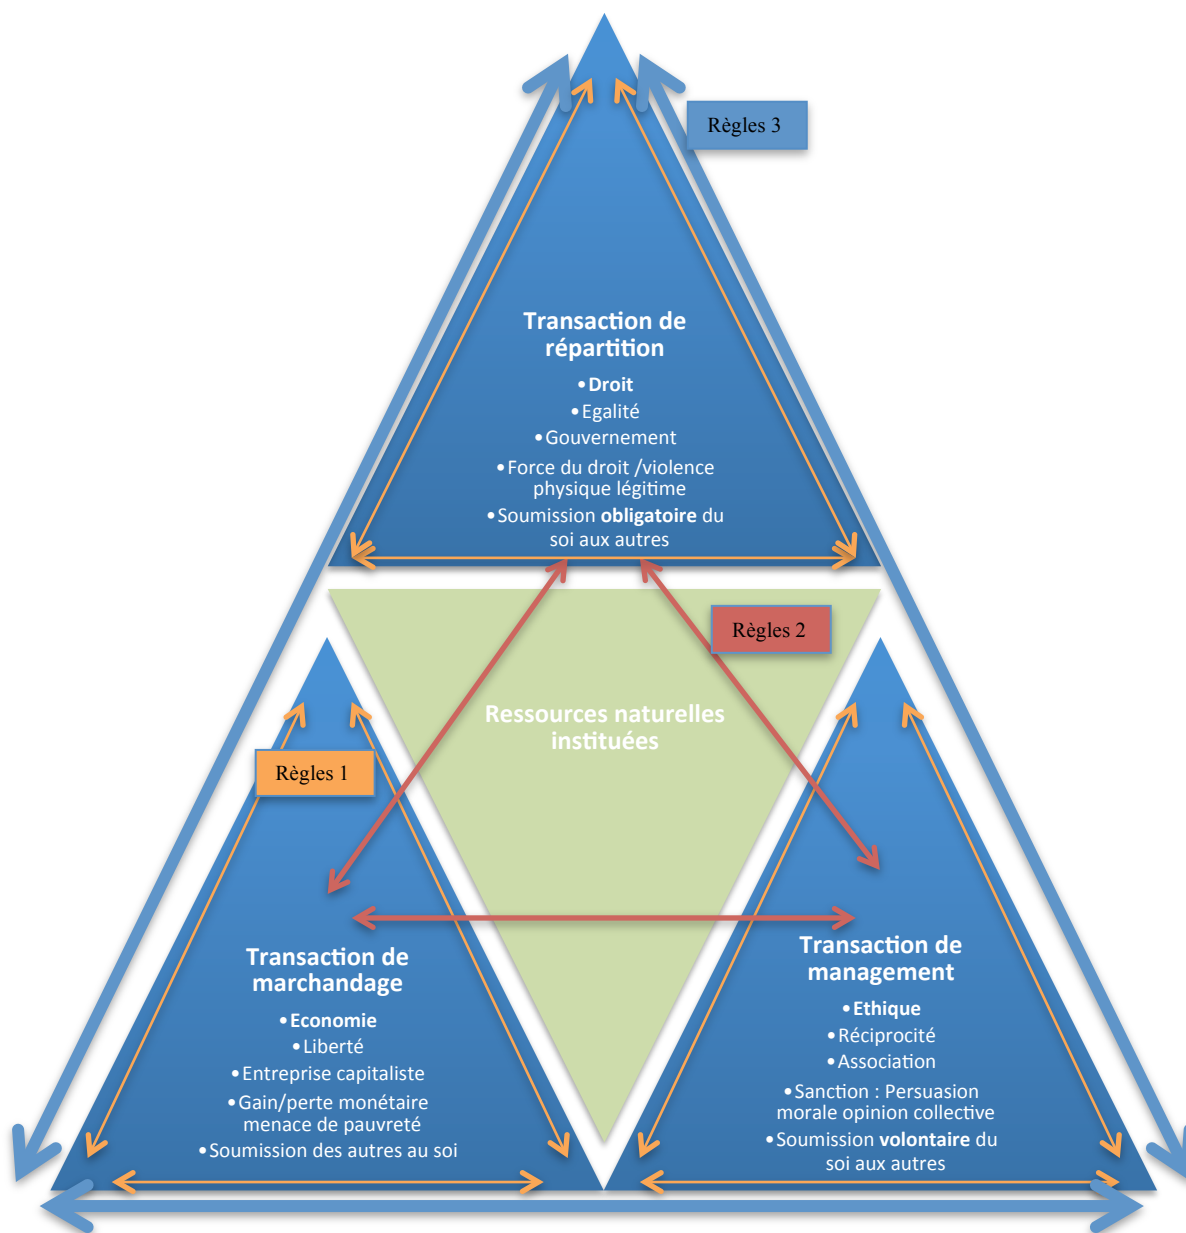 Règles 3
Transaction de
répartition
•Droit
•Egalité
•Gouvernement
•Force du droit /violence
physique légitime
•Soumission obligatoire du
soi aux autres
Règles 2
Ressources naturelles
instituées
Règles 1
Transaction de
marchandage
•Economie
•Liberté
•Entreprise capitaliste
•Gain/perte monétaire
menace de pauvreté
•Soumission des autres au soi
Transaction de
management
•Ethique
•Réciprocité
•Association
•Sanction : Persuasion
morale opinion collective
•Soumission volontaire du
soi aux autres